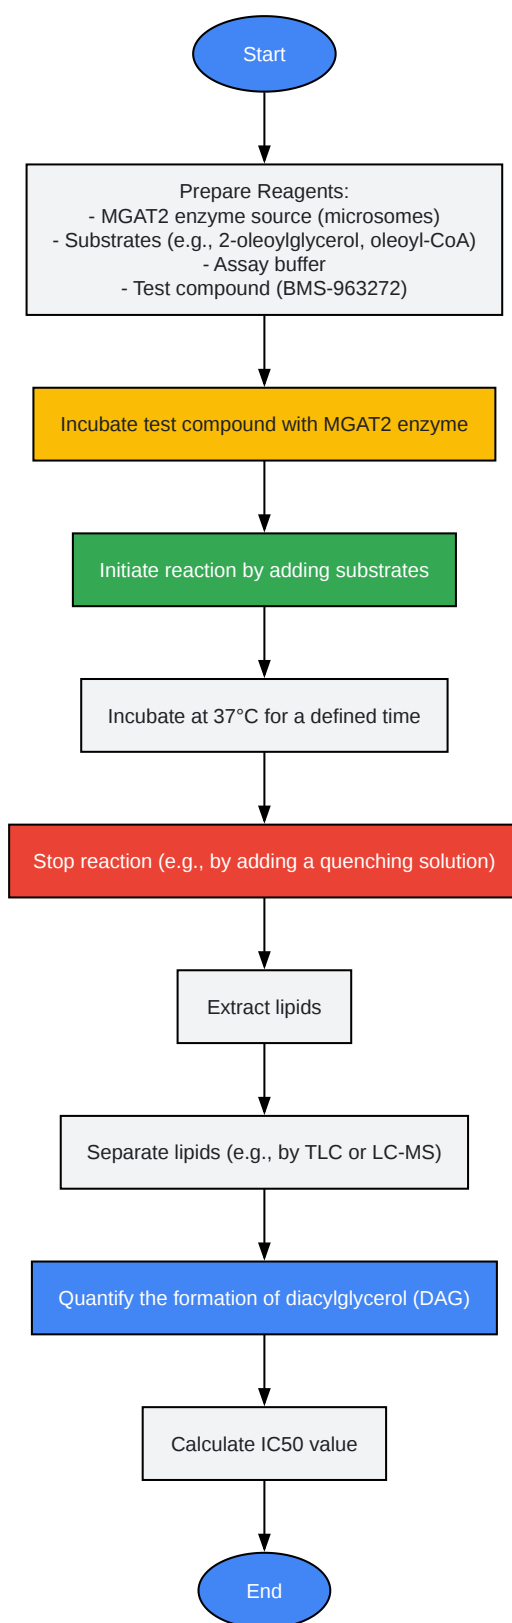 Start
Prepare Reagents:
- MGAT2 enzyme source (microsomes)
- Substrates (e.g., 2-oleoylglycerol, oleoyl-CoA)
- Assay buffer
- Test compound (BMS-963272)
Incubate test compound with MGAT2 enzyme
Initiate reaction by adding substrates
Incubate at 37°C for a defined time
Stop reaction (e.g., by adding a quenching solution)
Extract lipids
Separate lipids (e.g., by TLC or LC-MS)
Quantify the formation of diacylglycerol (DAG)
Calculate IC50 value
End